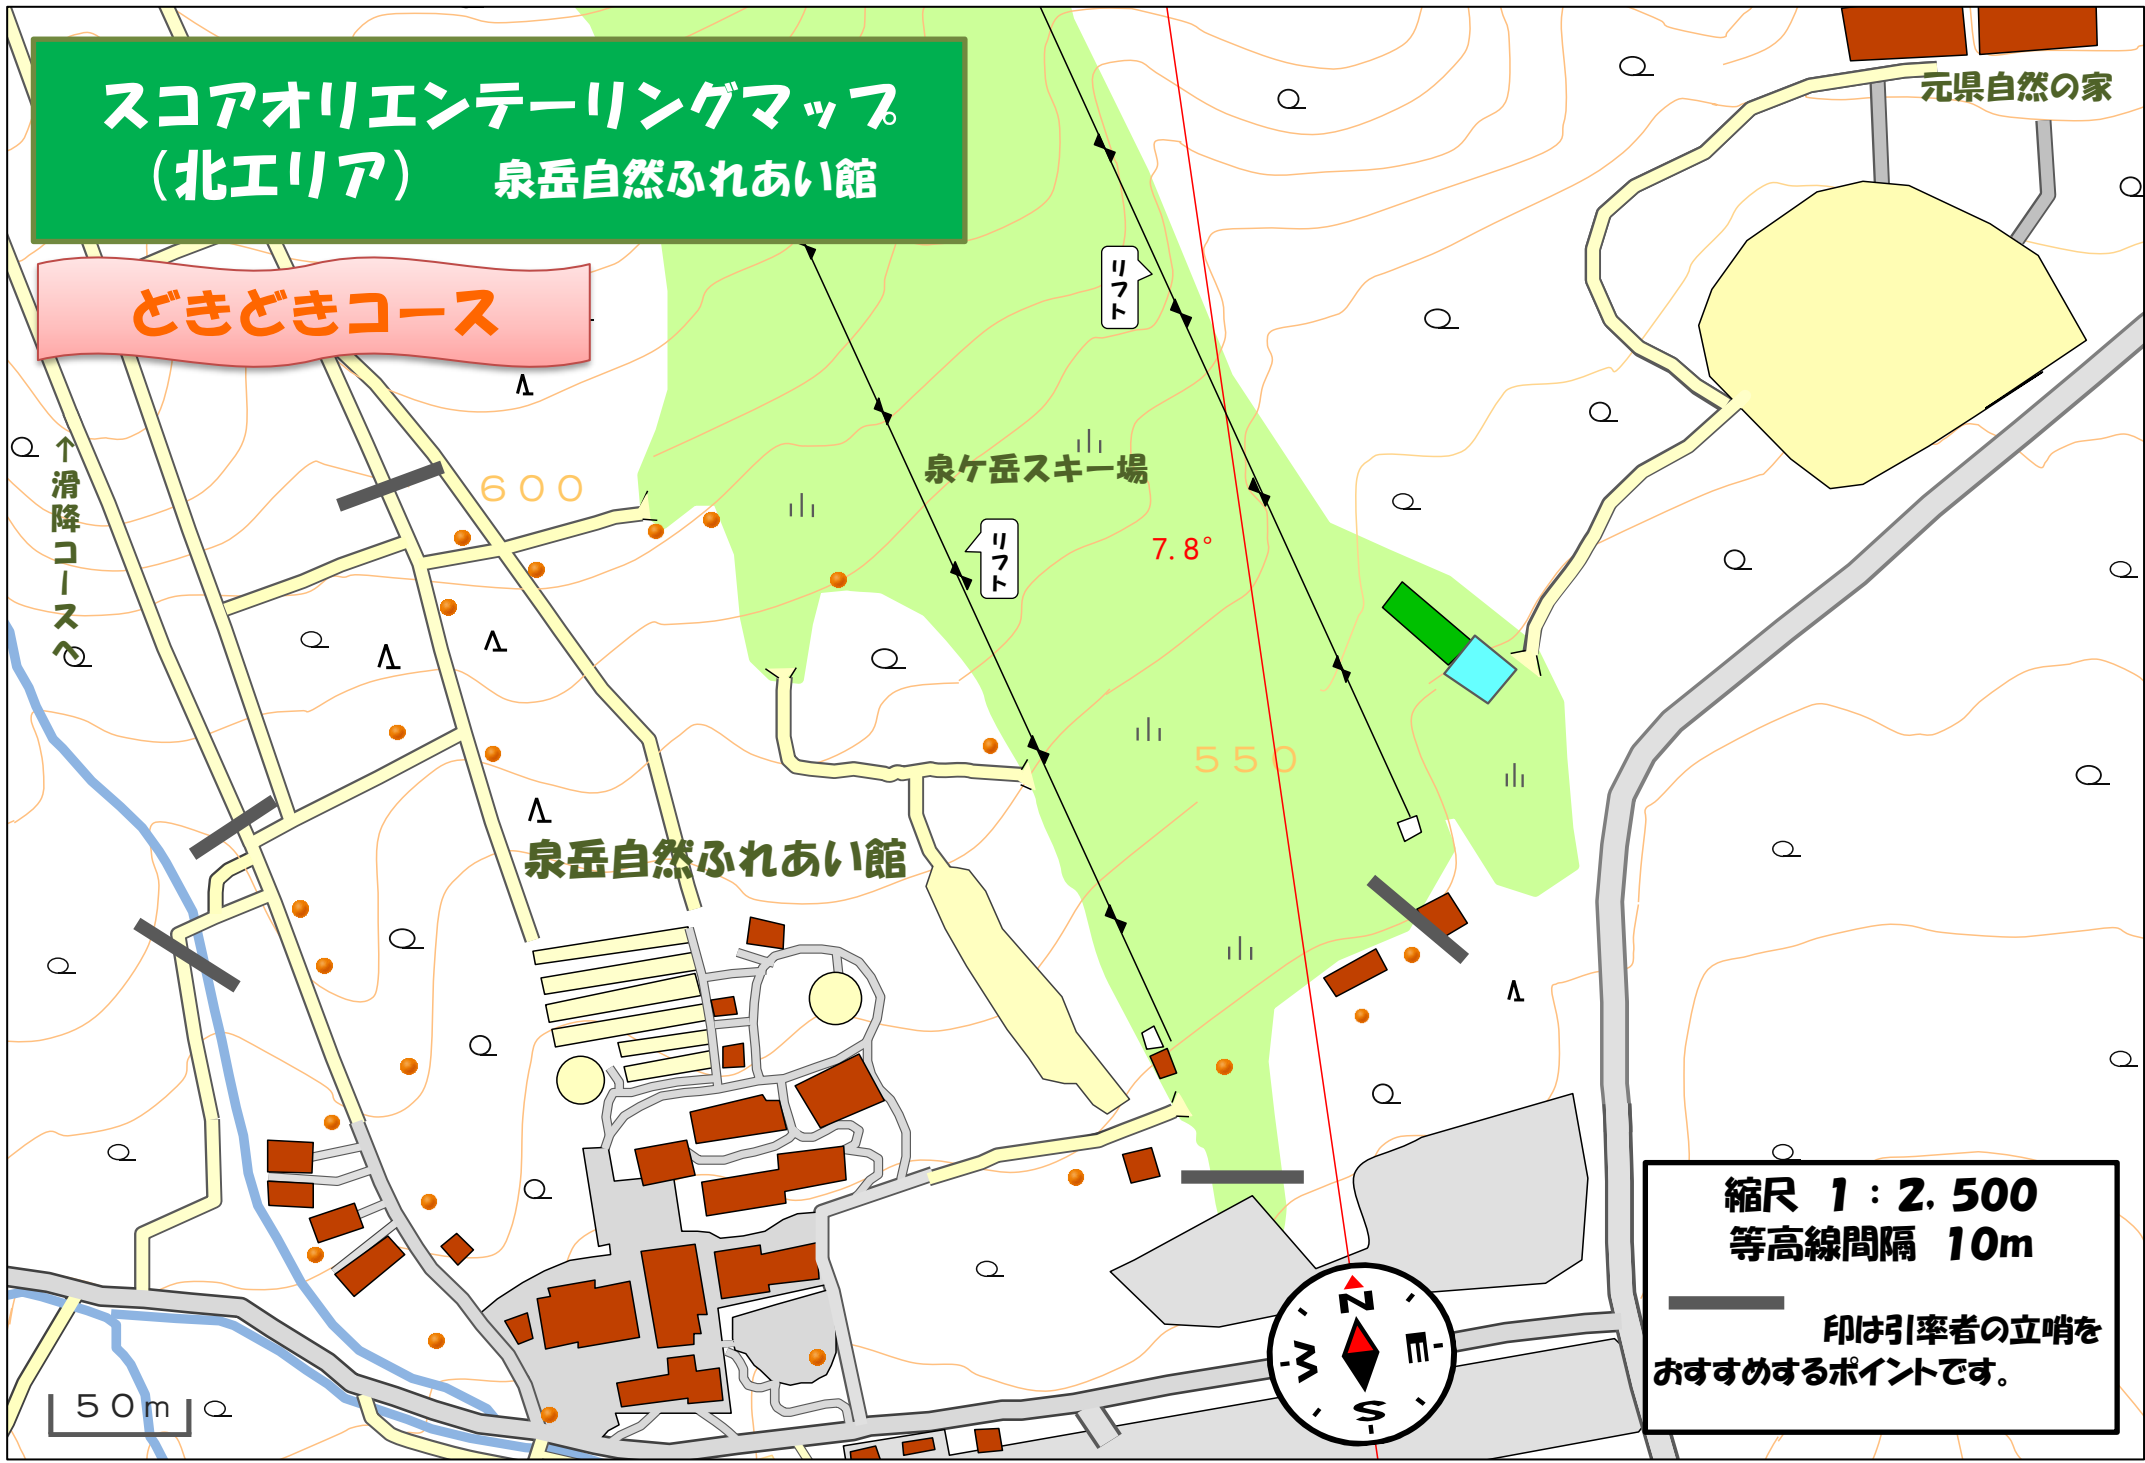 スコアオリエンテーリングマップ
（北エリア）　泉岳自然ふれあい館
どきどきコース
元県自然の家
リフト
↑滑降コースへ
600
泉ケ岳スキー場
リフト
7.8°
550
泉岳自然ふれあい館
縮尺 1：2,500
等高線間隔 10m
印は引率者の立哨を
おすすめするポイントです。
N
E
W
S
50m